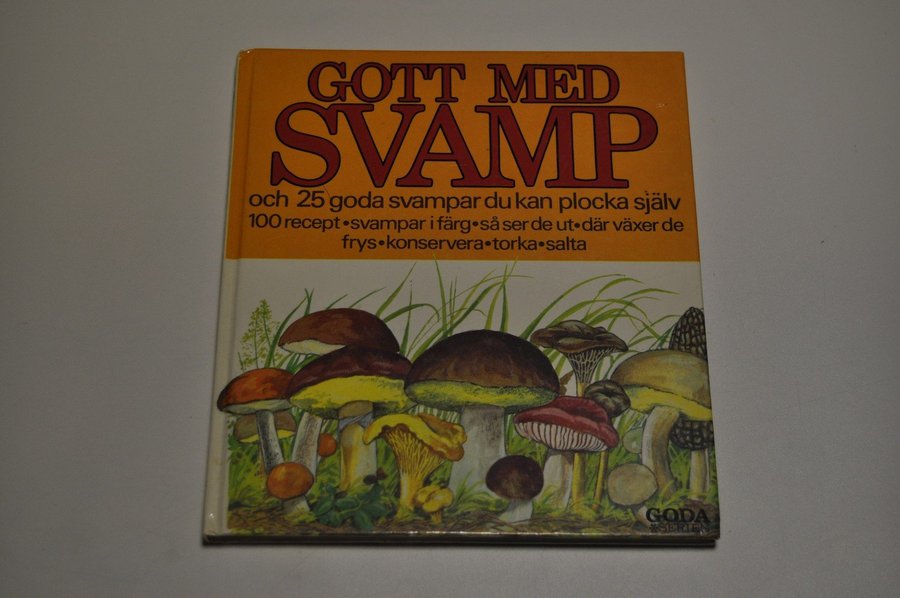 GOTT MED
SVAMP
och 25 goda svampar du kan plocka själv
100 recept•svampar i färg•så ser de ut•där växer de
frys•konservera•torka•salta
GODA
SERIEN